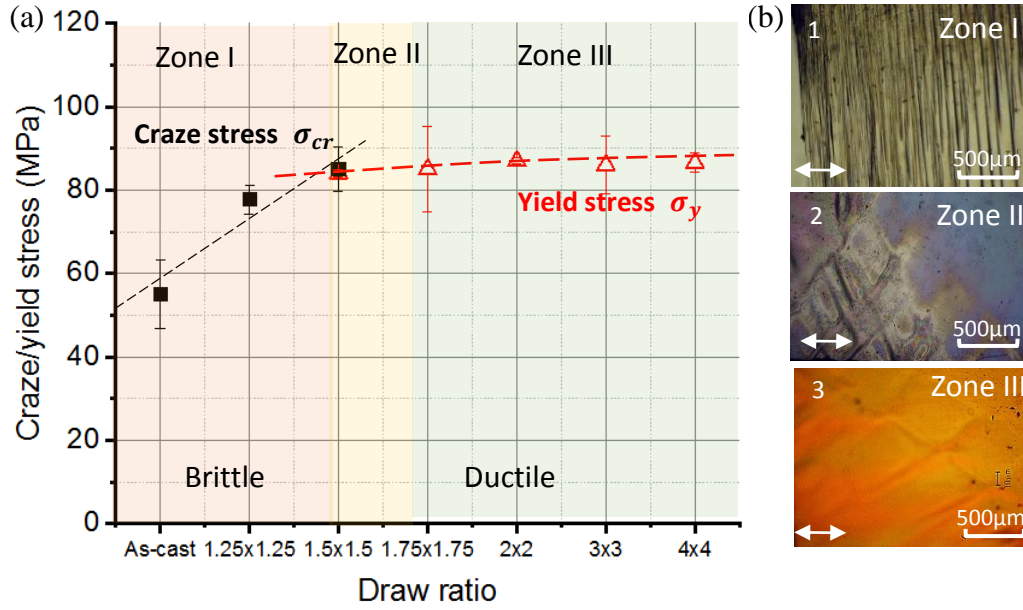 (a)
120
100
80
60
40
20
0
Craze/yield stress (MPa)
Zone I
Zone II
Zone III
Craze stress σcr
Yield stress σy
Brittle
Ductile
As-cast 1.25x1.25 1.5x1.5 1.75x1.75 2x2 3x3 4x4
Draw ratio
(b)
1 Zone I
500μm
2 Zone II
500μm
3 Zone III
500μm